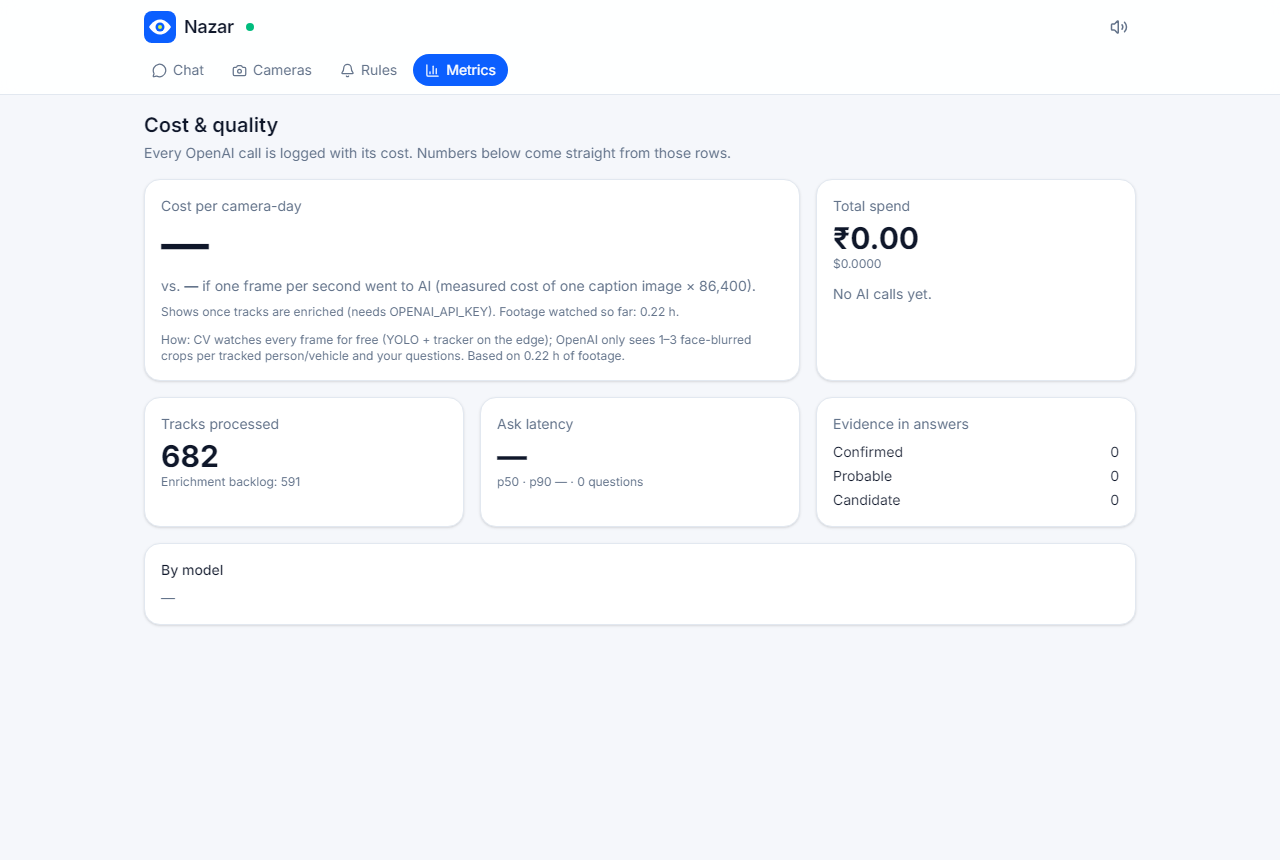 Nazar
Chat
Cameras
Rules
Metrics
Cost & quality
Every OpenAI call is logged with its cost. Numbers below come straight from those rows.
Cost per camera-day
—
vs. — if one frame per second went to AI (measured cost of one caption image × 86,400).
Shows once tracks are enriched (needs OPENAI_API_KEY). Footage watched so far: 0.22 h.
How: CV watches every frame for free (YOLO + tracker on the edge); OpenAI only sees 1–3 face-blurred
crops per tracked person/vehicle and your questions. Based on 0.22 h of footage.
Total spend
₹0.00
$0.0000
No AI calls yet.
Tracks processed
682
Enrichment backlog: 591
Ask latency
—
p50 · p90 — · 0 questions
Evidence in answers
Confirmed 0
Probable 0
Candidate 0
By model
—